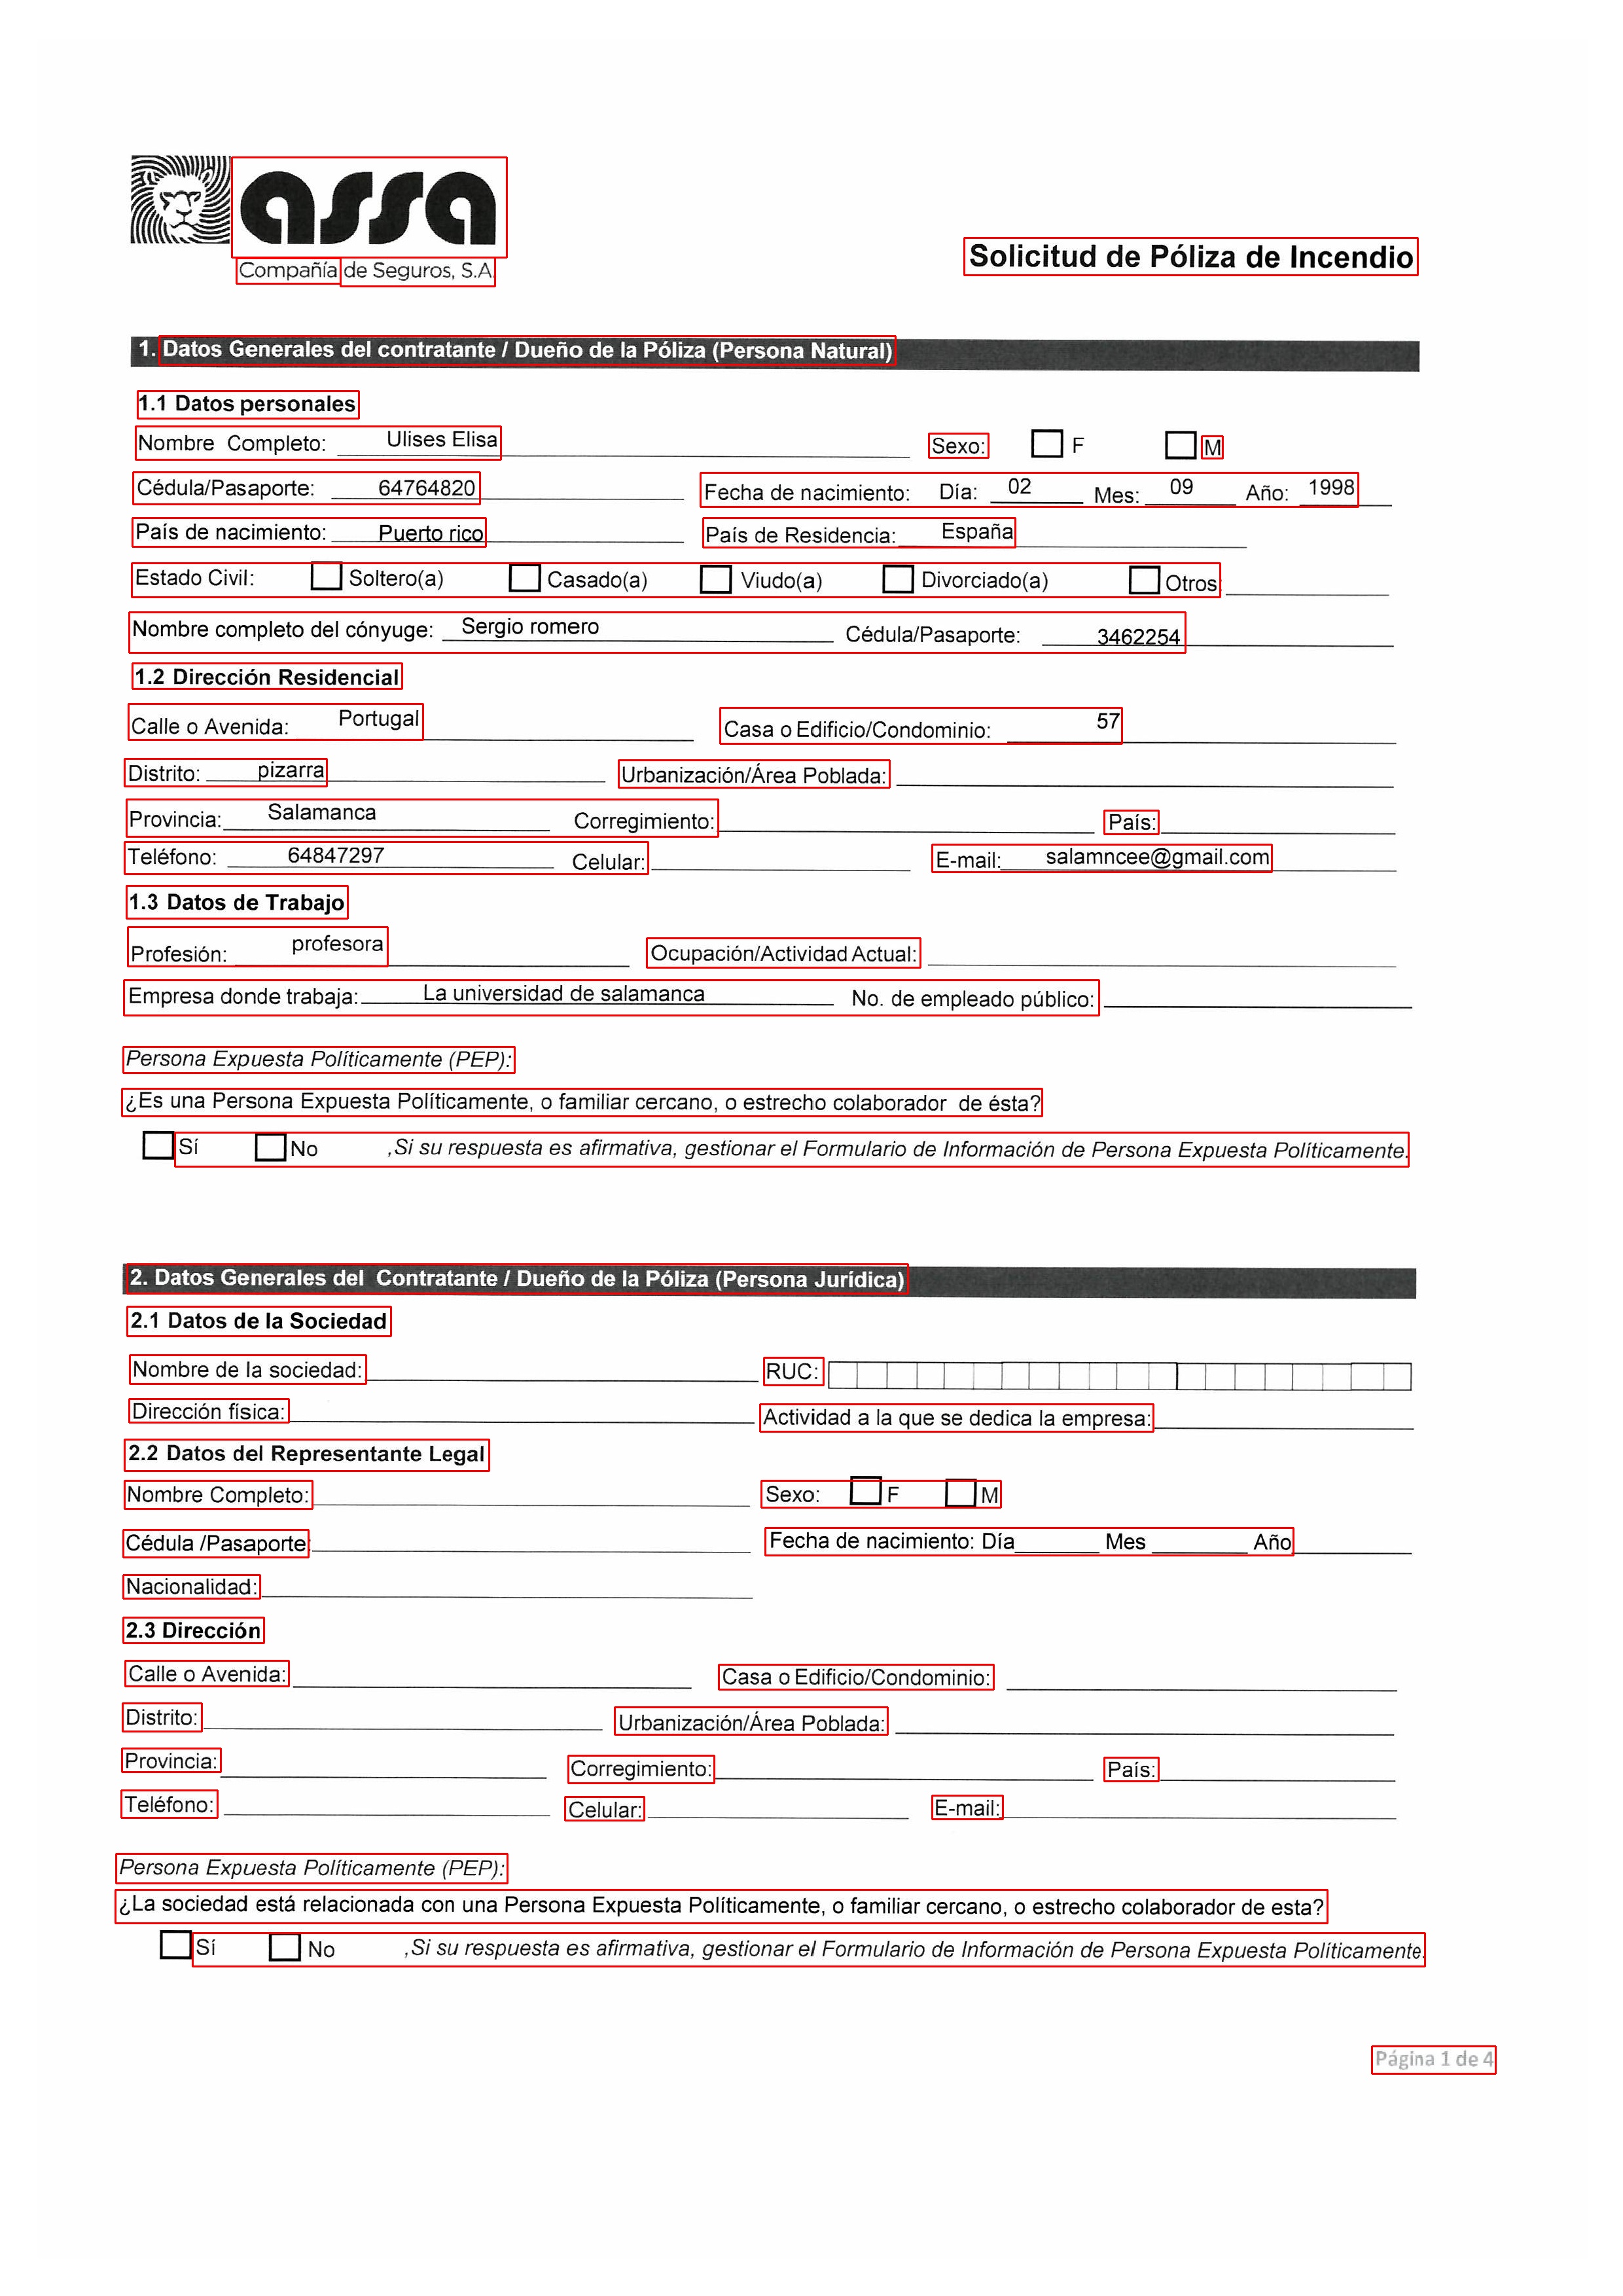 assa
Compañía de Seguros, S.A.
Solicitud de Póliza de Incendio
1. Datos Generales del contratante / Dueño de la Póliza (Persona Natural)
1.1 Datos personales
Nombre Completo: Ulises Elisa Sexo: F M
Cédula/Pasaporte: 64764820 Fecha de nacimiento: Día: 02 Mes: 09 Año: 1998
País de nacimiento: Puerto rico País de Residencia: España
Estado Civil: Soltero(a) Casado(a) Viudo(a) Divorciado(a) Otros
Nombre completo del cónyuge: Sergio romero Cédula/Pasaporte: 3462254
1.2 Dirección Residencial
Calle o Avenida: Portugal Casa o Edificio/Condominio: 57
Distrito: pizarra Urbanización/Área Poblada:
Provincia: Salamanca Corregimiento: País:
Teléfono: 64847297 Celular: E-mail: salamncee@gmail.com
1.3 Datos de Trabajo
Profesión: profesora Ocupación/Actividad Actual:
Empresa donde trabaja: La universidad de salamanca No. de empleado público:
Persona Expuesta Políticamente (PEP):
¿Es una Persona Expuesta Políticamente, o familiar cercano, o estrecho colaborador de ésta?
Sí No ,Si su respuesta es afirmativa, gestionar el Formulario de Información de Persona Expuesta Políticamente.
2. Datos Generales del Contratante / Dueño de la Póliza (Persona Jurídica)
2.1 Datos de la Sociedad
Nombre de la sociedad: RUC:
Dirección física: Actividad a la que se dedica la empresa:
2.2 Datos del Representante Legal
Nombre Completo: Sexo: F M
Cédula /Pasaporte: Fecha de nacimiento: Día Mes Año
Nacionalidad:
2.3 Dirección
Calle o Avenida: Casa o Edificio/Condominio:
Distrito: Urbanización/Área Poblada:
Provincia: Corregimiento: País:
Teléfono: Celular: E-mail:
Persona Expuesta Políticamente (PEP):
¿La sociedad está relacionada con una Persona Expuesta Políticamente, o familiar cercano, o estrecho colaborador de esta?
Sí No ,Si su respuesta es afirmativa, gestionar el Formulario de Información de Persona Expuesta Políticamente.
Página 1 de 4